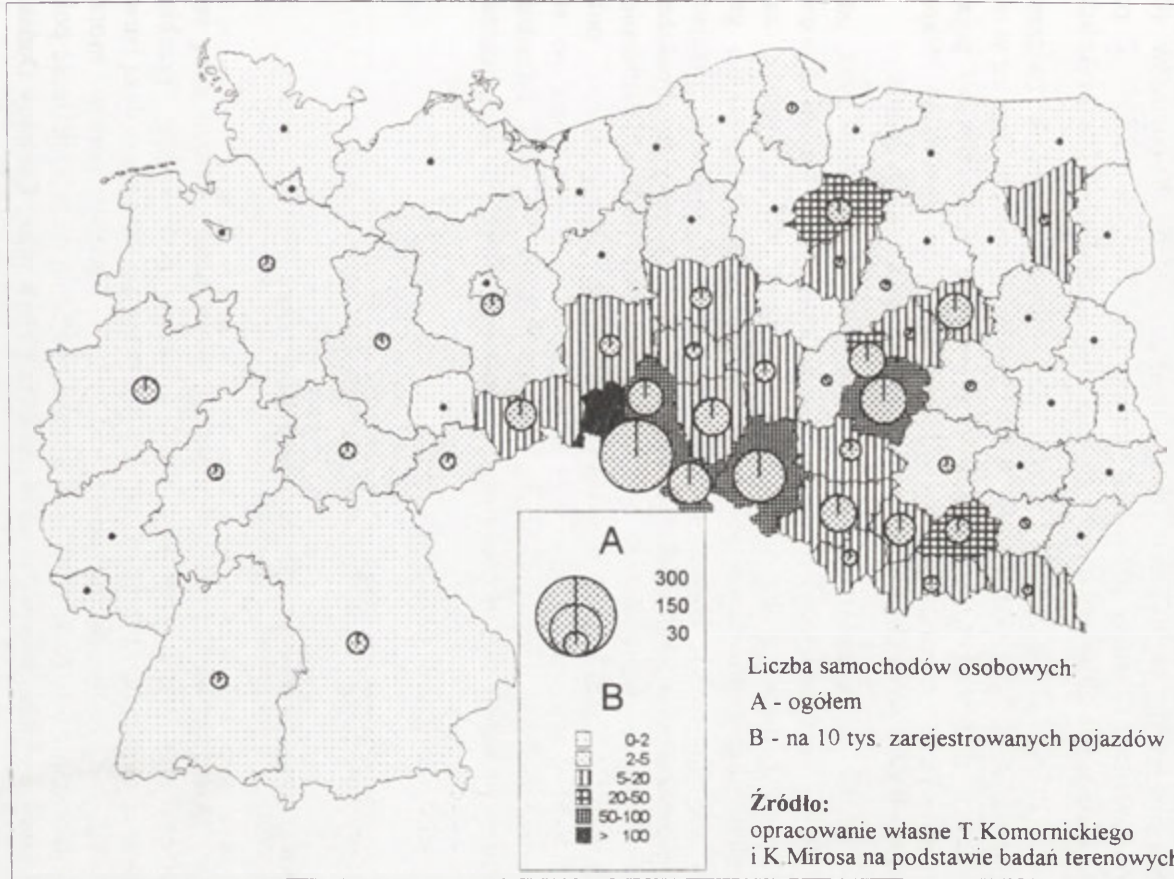 A
300
150
30
B
0-2
2-5
5-20
20-50
50-100
> 100
Liczba samochodów osobowych:
A - ogółem
B - na 10 tys. zarejestrowanych pojazdów
Źródło:
opracowanie własne T.Komornickiego
i K.Mirosa na podstawie badań terenowych